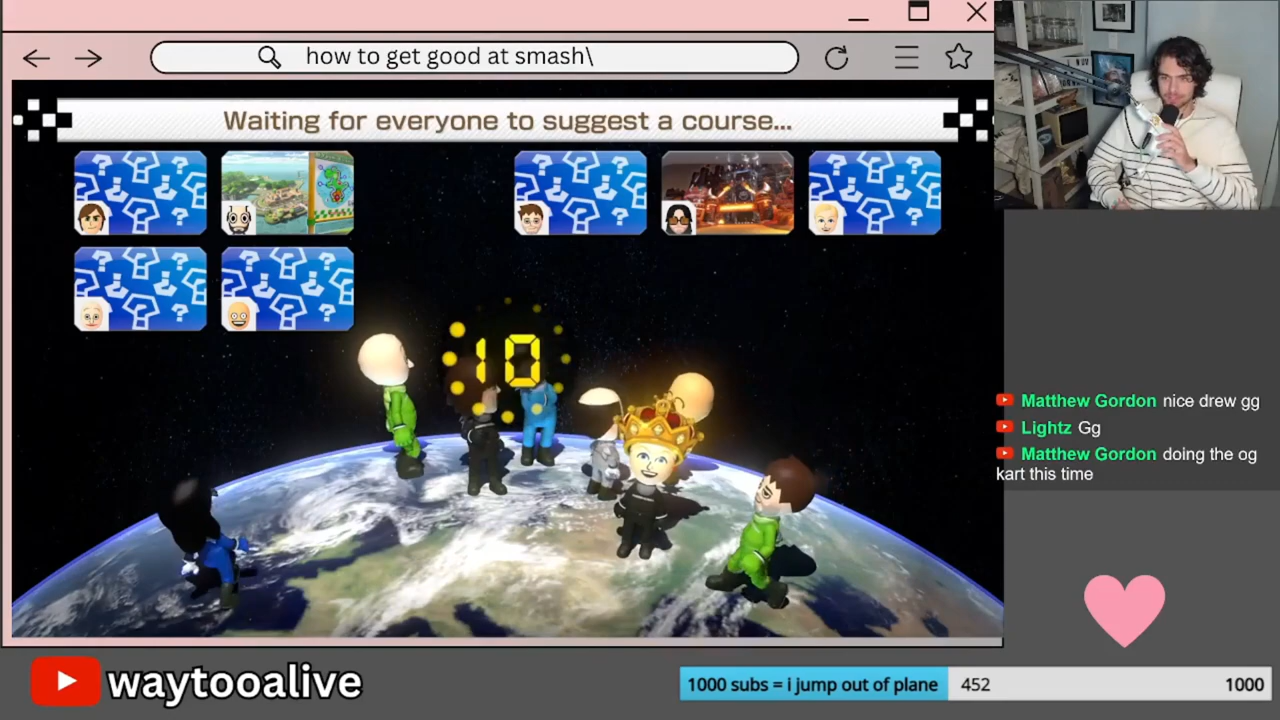 how to get good at smash\
Waiting for everyone to suggest a course...
10
Matthew Gordon nice drew gg
Lightz Gg
Matthew Gordon doing the og
kart this time
waytooalive
1000 subs = i jump out of plane 452 1000